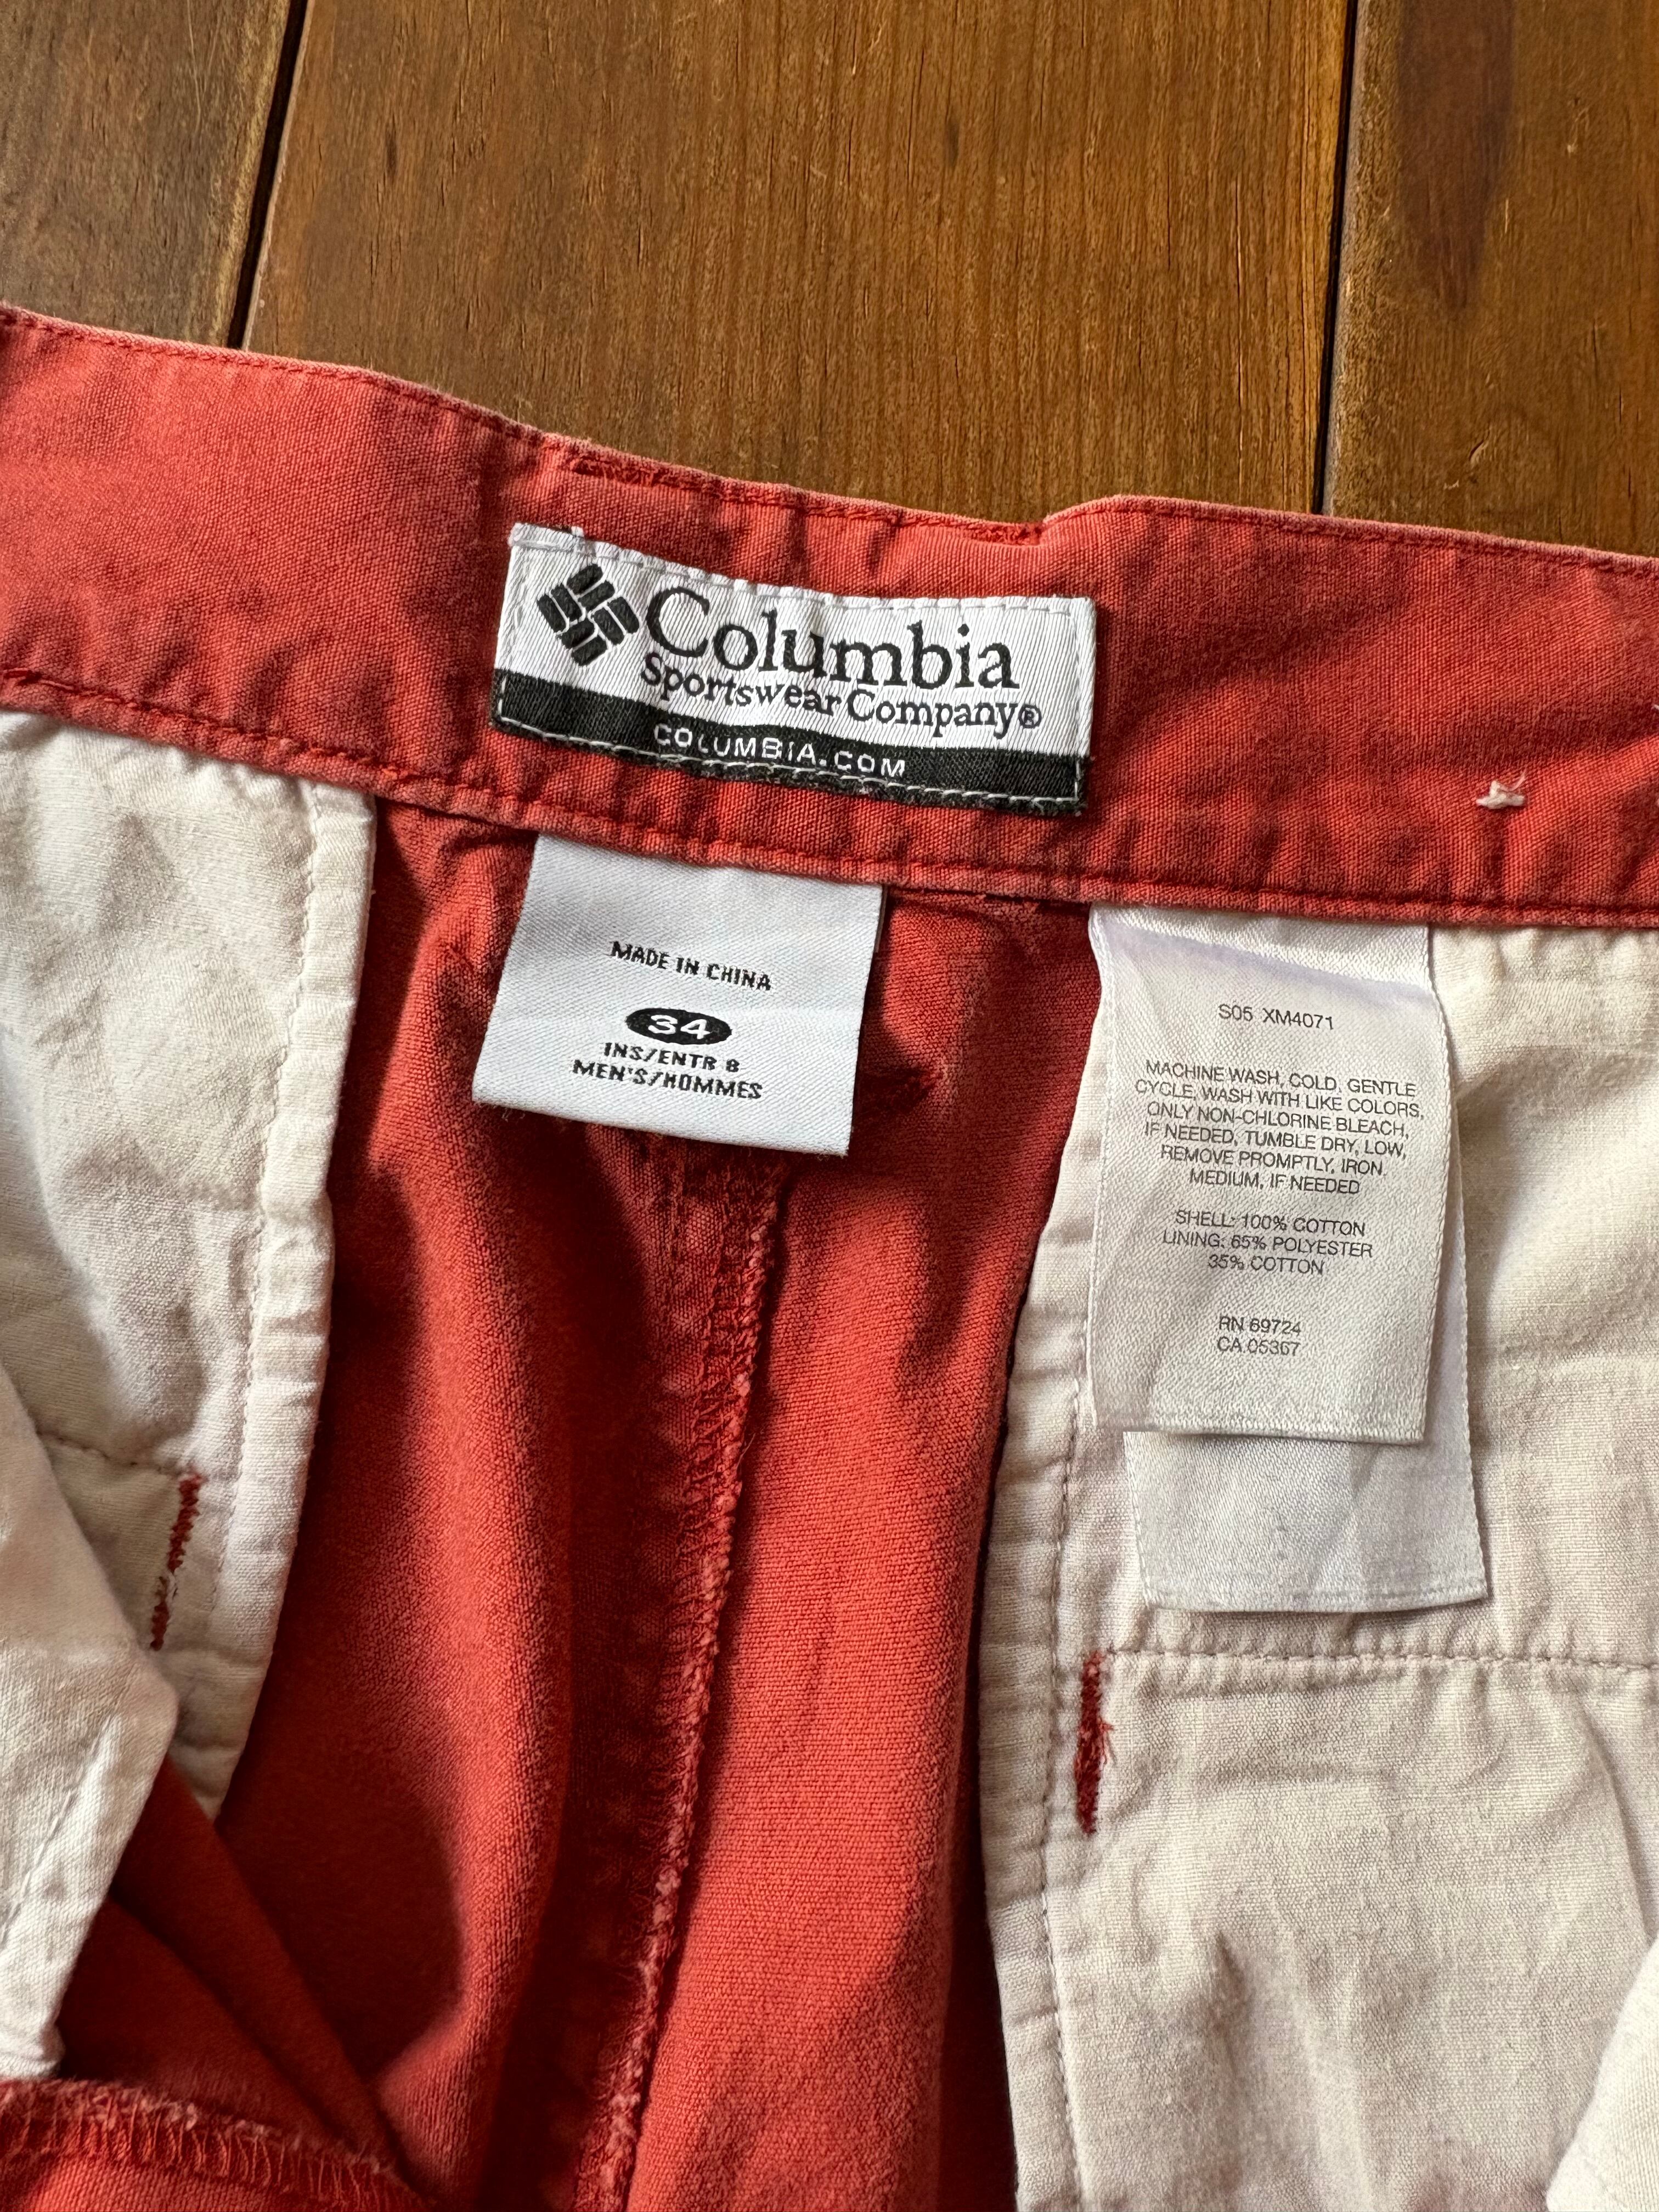 Columbia
Sportswear Company®
COLUMBIA.COM
MADE IN CHINA
34
INS/ENTR 8
MEN'S/HOMMES
S05 XM4071
MACHINE WASH, COLD, GENTLE
CYCLE, WASH WITH LIKE COLORS,
ONLY NON-CHLORINE BLEACH,
IF NEEDED, TUMBLE DRY, LOW,
REMOVE PROMPTLY, IRON
MEDIUM, IF NEEDED
SHELL: 100% COTTON
LINING: 65% POLYESTER
35% COTTON
RN 69724
CA 05367